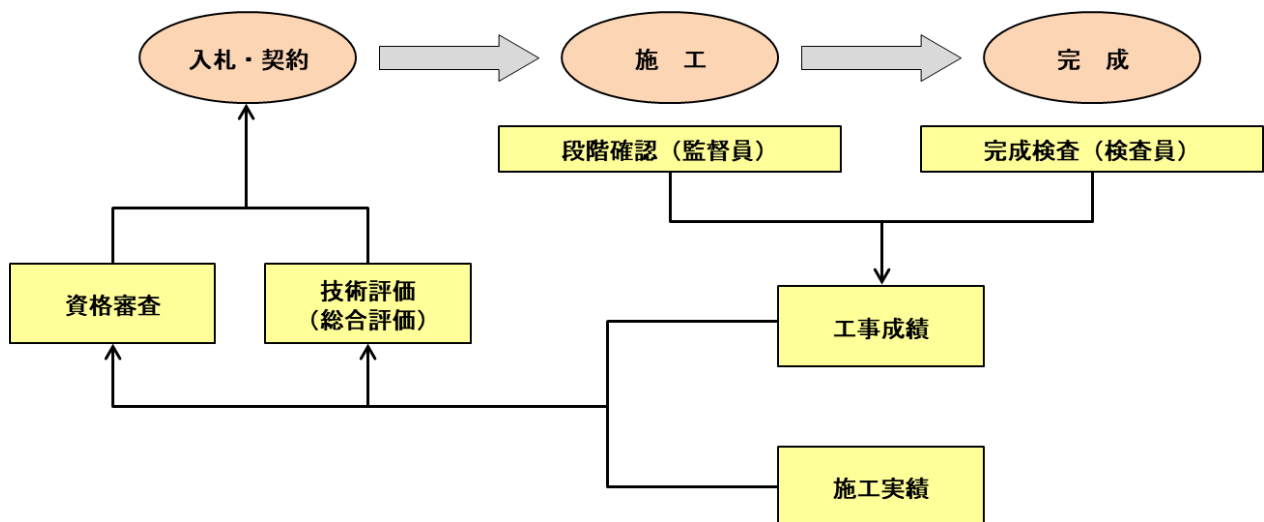 入札・契約
施　工
完　成
段階確認（監督員）
完成検査（検査員）
資格審査
技術評価
（総合評価）
工事成績
施工実績